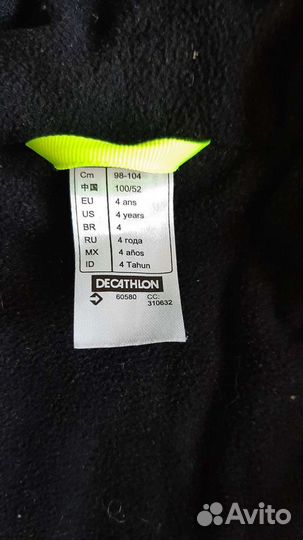 Cm 98-104
中国 100/52
EU 4 ans
US 4 years
BR 4
RU 4 года
MX 4 años
ID 4 Tahun
DECATHLON
60580 CC:
310632
Avito